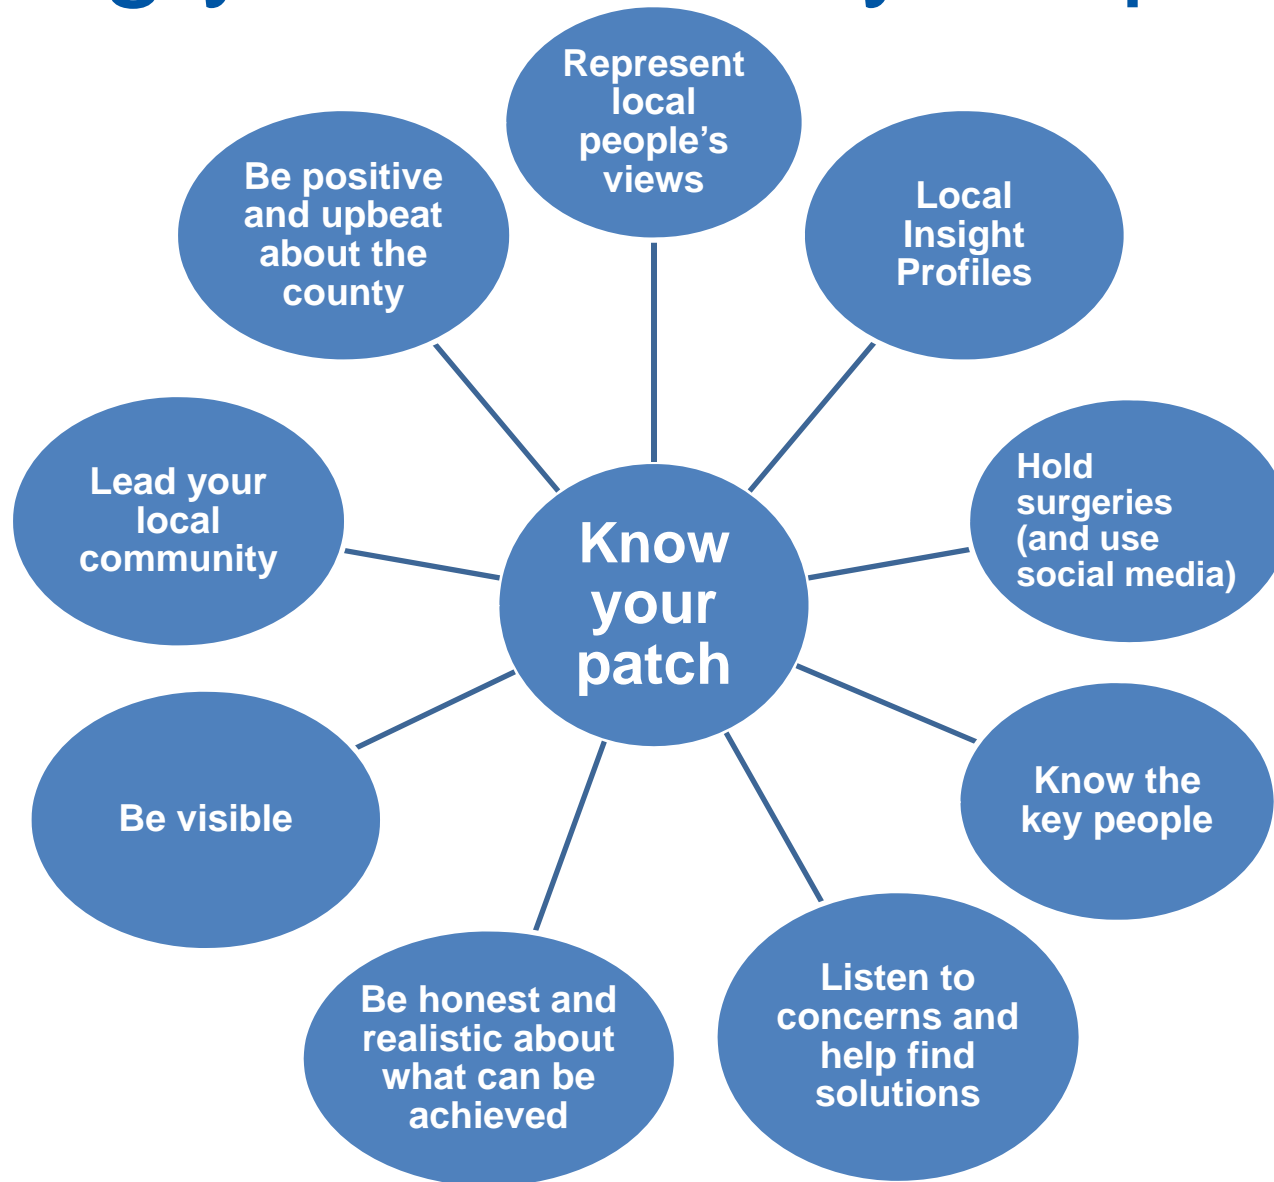 Represent
local
people’s
views
Local
Insight
Profiles
Hold
surgeries
(and use
social media)
Know the
key people
Listen to
concerns and
help find
solutions
Be honest and
realistic about
what can be
achieved
Be visible
Lead your
local
community
Be positive
and upbeat
about the
county
Know
your
patch